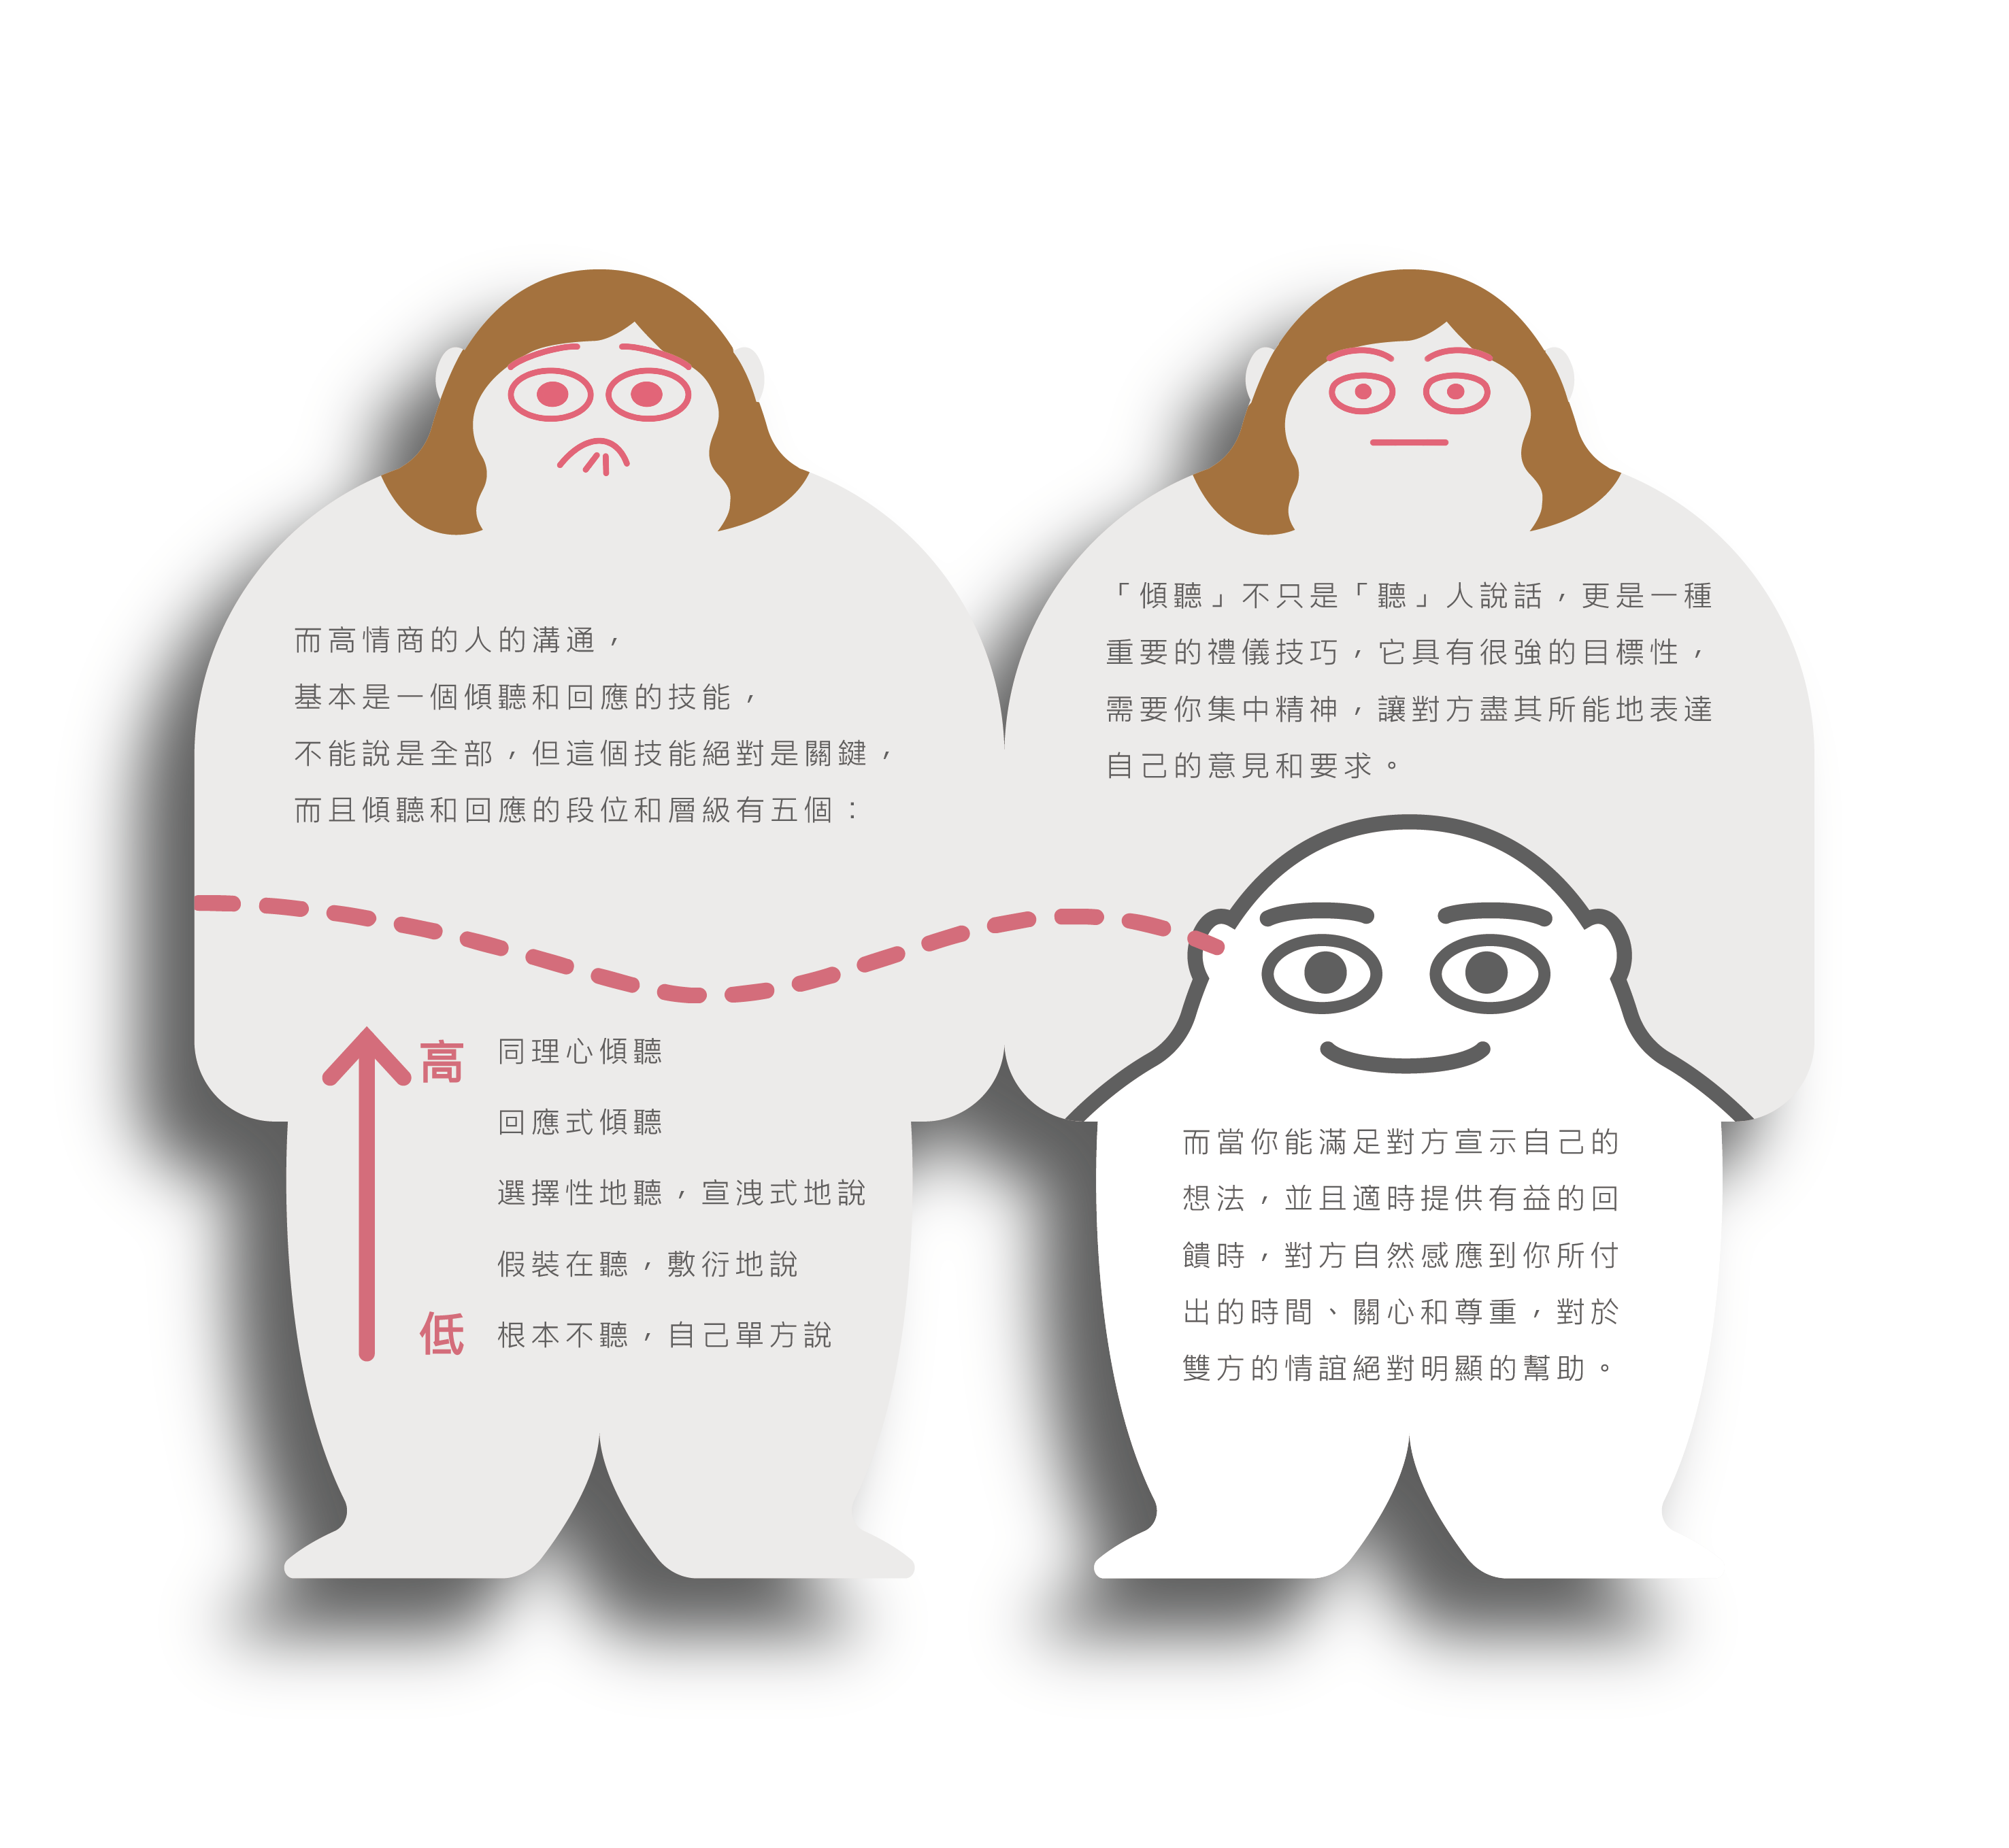 而高情商的人的溝通，
基本是一個傾聽和回應的技能，
不能說是全部，但這個技能絕對是關鍵，
而且傾聽和回應的段位和層級有五個：
高
同理心傾聽
回應式傾聽
選擇性地聽，宣洩式地說
假裝在聽，敷衍地說
低
根本不聽，自己單方說
「傾聽」不只是「聽」人說話，更是一種
重要的禮儀技巧，它具有很強的目標性，
需要你集中精神，讓對方盡其所能地表達
自己的意見和要求。
而當你能滿足對方宣示自己的
想法，並且適時提供有益的回
饋時，對方自然感應到你所付
出的時間、關心和尊重，對於
雙方的情誼絕對明顯的幫助。